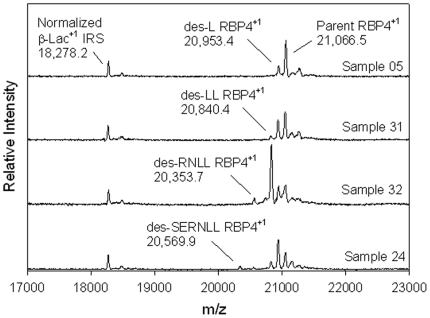 Normalized
β-Lac⁺¹ IRS
18,278.2
des-L RBP4⁺¹
20,953.4
Parent RBP4⁺¹
21,066.5
Sample 05
des-LL RBP4⁺¹
20,840.4
Sample 31
des-RNLL RBP4⁺¹
20,353.7
Sample 32
des-SERNLL RBP4⁺¹
20,569.9
Sample 24
Relative Intensity
17000 18000 19000 20000 21000 22000 23000
m/z